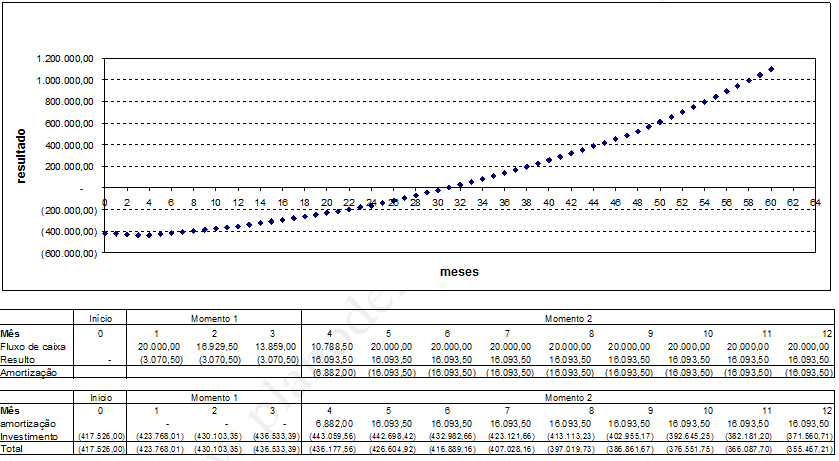 1.200.000,00
1.000.000,00
800.000,00
600.000,00
400.000,00
200.000,00
-
(200.000,00)
(400.000,00)
(600.000,00)
resultado
0 2 4 6 8 10 12 14 16 18 20 22 24 26 28 30 32 34 36 38 40 42 44 46 48 50 52 54 56 58 60 62 64
meses
Início Momento 1 Momento 2
Mês 0 1 2 3 4 5 6 7 8 9 10 11 12
Fluxo de caixa 20.000,00 16.929,50 13.859,00 10.788,50 20.000,00 20.000,00 20.000,00 20.000,00 20.000,00 20.000,00 20.000,00 20.000,00
Resulto - (3.070,50) (3.070,50) (3.070,50) 16.093,50 16.093,50 16.093,50 16.093,50 16.093,50 16.093,50 16.093,50 16.093,50 16.093,50
Amortização (6.882,00) (16.093,50) (16.093,50) (16.093,50) (16.093,50) (16.093,50) (16.093,50) (16.093,50) (16.093,50)
Início Momento 1 Momento 2
Mês 0 1 2 3 4 5 6 7 8 9 10 11 12
amortização - - - 6.882,00 16.093,50 16.093,50 16.093,50 16.093,50 16.093,50 16.093,50 16.093,50 16.093,50
Investimento (417.526,00) (423.768,01) (430.103,35) (436.533,39) (443.059,56) (442.698,42) (432.982,66) (423.121,66) (413.113,23) (402.955,17) (392.645,25) (382.181,20) (371.560,71)
Total (417.526,00) (423.768,01) (430.103,35) (436.533,39) (436.177,56) (426.604,92) (416.889,16) (407.028,16) (397.019,73) (386.861,67) (376.551,75) (366.087,70) (355.467,21)